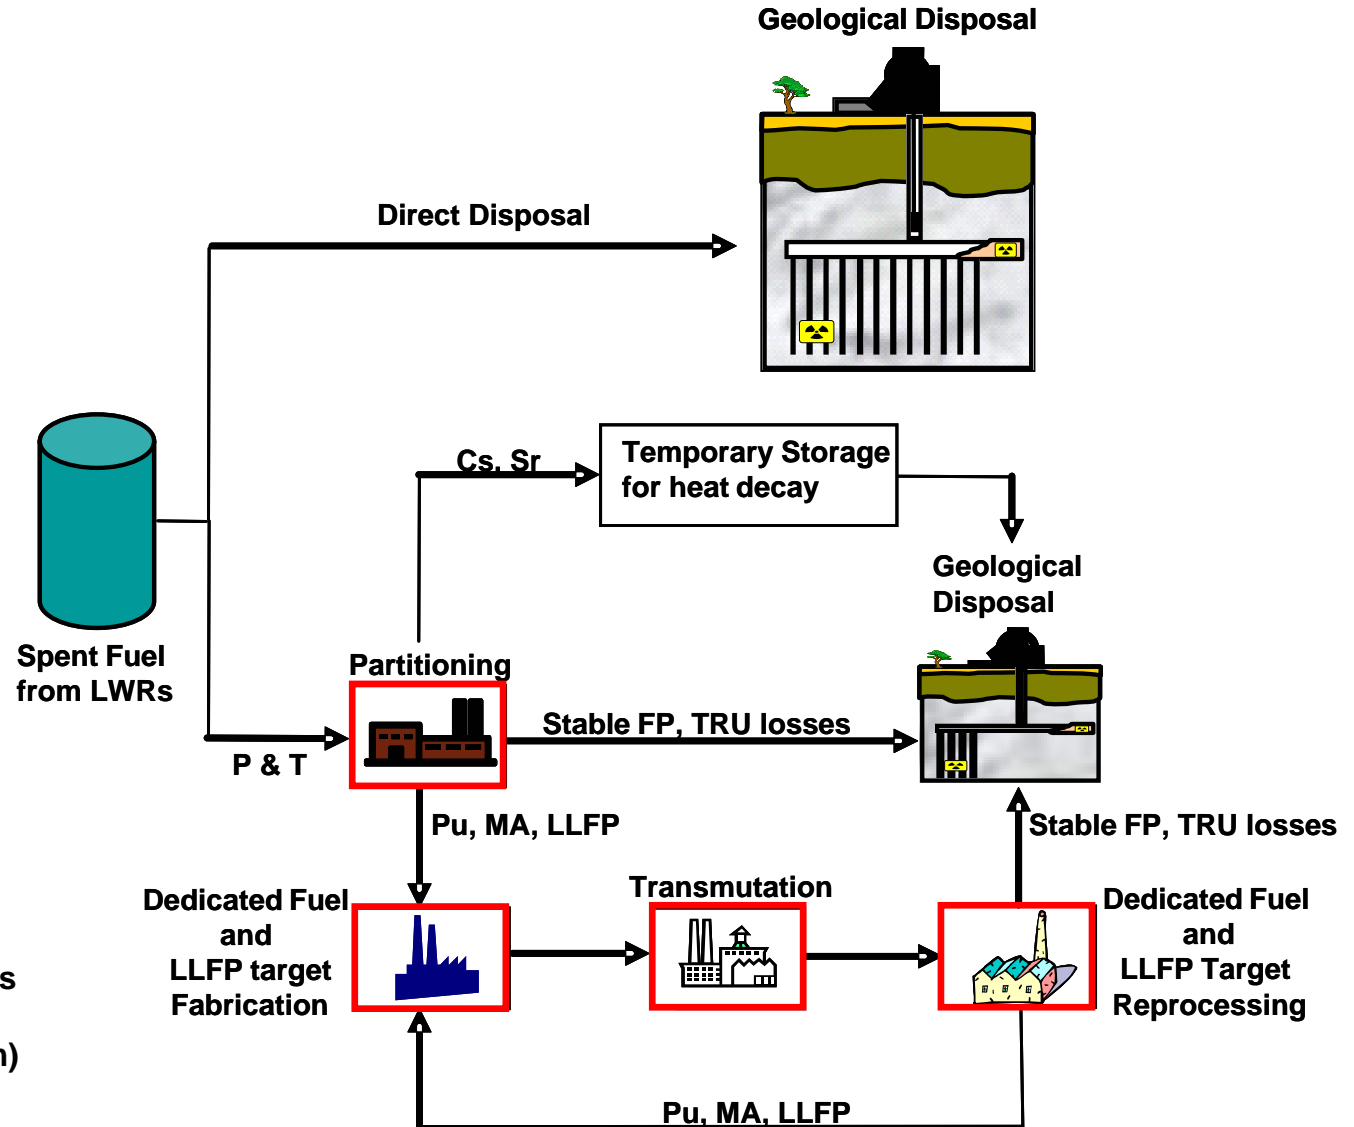 Geological Disposal
Direct Disposal
Cs, Sr
Temporary Storage
for heat decay
Geological
Disposal
Spent Fuel
from LWRs
Partitioning
Stable FP, TRU losses
P & T
Pu, MA, LLFP
Stable FP, TRU losses
Dedicated Fuel
and
LLFP target
Fabrication
Transmutation
Dedicated Fuel
and
LLFP Target
Reprocessing
s
n)
Pu, MA, LLFP